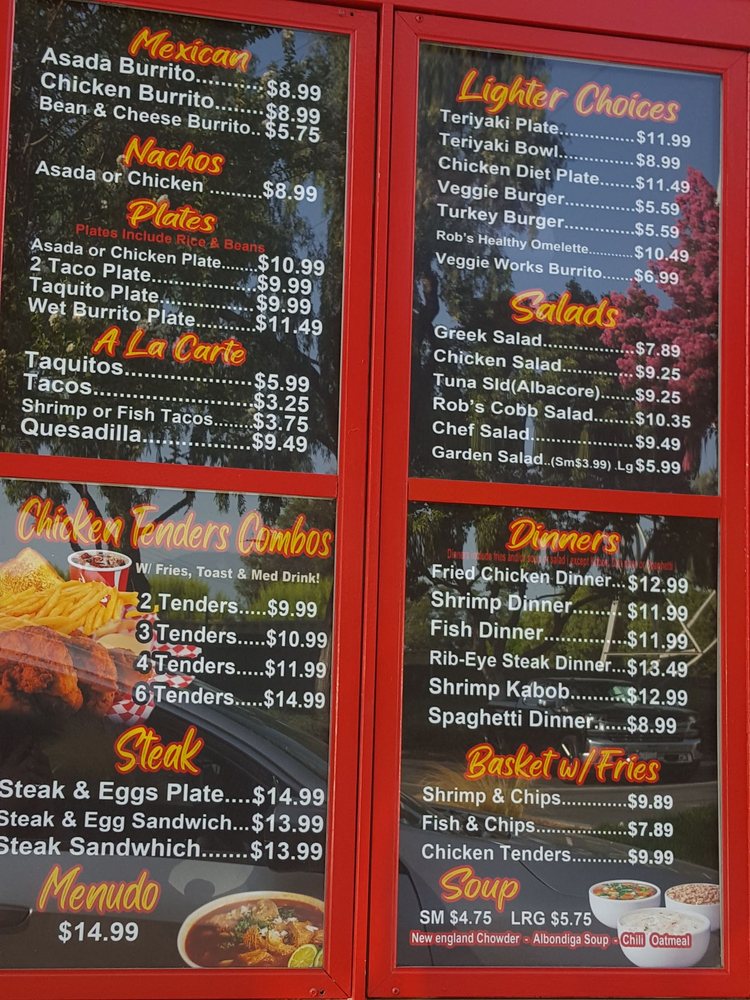 Mexican
Asada Burrito..........$8.99
Chicken Burrito.......$8.99
Bean & Cheese Burrito..$5.75
Nachos
Asada or Chicken .........$8.99
Plates
Plates Include Rice & Beans
Asada or Chicken Plate.......$10.99
2 Taco Plate................$9.99
Taquito Plate...............$9.99
Wet Burrito Plate.........$11.49
A La Carte
Taquitos....................$5.99
Tacos.........................$3.25
Shrimp or Fish Tacos.......$3.75
Quesadilla................$9.49
Chicken Tenders Combos
W/ Fries, Toast & Med Drink!
2 Tenders.....$9.99
3 Tenders.....$10.99
4 Tenders.....$11.99
6 Tenders.....$14.99
Steak
Steak & Eggs Plate....$14.99
Steak & Egg Sandwich...$13.99
Steak Sandwhich.......$13.99
Menudo
$14.99
Lighter Choices
Teriyaki Plate.............$11.99
Teriyaki Bowl.............$8.99
Chicken Diet Plate.......$11.49
Veggie Burger............$5.59
Turkey Burger............$5.59
Rob's Healthy Omelette............$10.49
Veggie Works Burrito......$6.99
Salads
Greek Salad.................$7.89
Chicken Salad.............$9.25
Tuna Sld(Albacore)......$9.25
Rob's Cobb Salad.......$10.35
Chef Salad..................$9.49
Garden Salad..(Sm$3.99) .Lg$5.99
Dinners
Dinners include fries and/or soup or salad
Fried Chicken Dinner...$12.99
Shrimp Dinner...........$11.99
Fish Dinner................$11.99
Rib-Eye Steak Dinner...$13.49
Shrimp Kabob...........$12.99
Spaghetti Dinner......$8.99
Basket w/Fries
Shrimp & Chips............$9.89
Fish & Chips.................$7.89
Chicken Tenders...........$9.99
Soup
SM $4.75 LRG $5.75
New england Chowder - Albondiga Soup - Chili Oatmeal